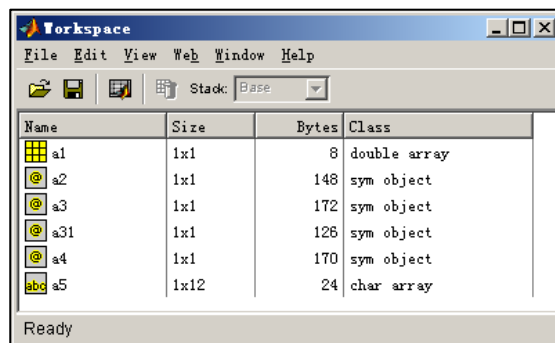 Workspace
File Edit View Web Window Help
Stack: Base
Name Size Bytes Class
a1 1x1 8 double array
@ a2 1x1 148 sym object
@ a3 1x1 172 sym object
@ a31 1x1 126 sym object
@ a4 1x1 170 sym object
abc a5 1x12 24 char array
Ready